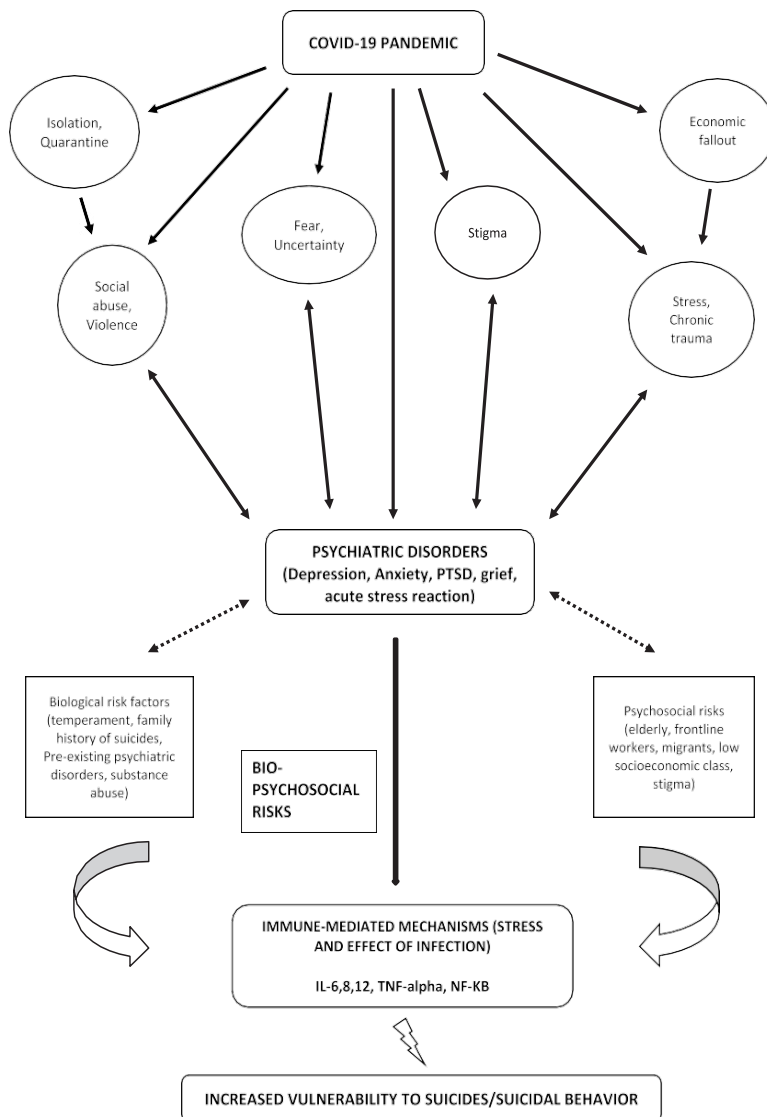 COVID-19 PANDEMIC
Isolation,
Quarantine
Economic
fallout
Fear,
Uncertainty
Stigma
Social
abuse,
Violence
Stress,
Chronic
trauma
PSYCHIATRIC DISORDERS
(Depression, Anxiety, PTSD, grief,
acute stress reaction)
Biological risk factors
(temperament, family
history of suicides,
Pre-existing psychiatric
disorders, substance
abuse)
BIO-
PSYCHOSOCIAL
RISKS
Psychosocial risks
(elderly, frontline
workers, migrants, low
socioeconomic class,
stigma)
IMMUNE-MEDIATED MECHANISMS (STRESS
AND EFFECT OF INFECTION)
IL-6,8,12, TNF-alpha, NF-KB
INCREASED VULNERABILITY TO SUICIDES/SUICIDAL BEHAVIOR